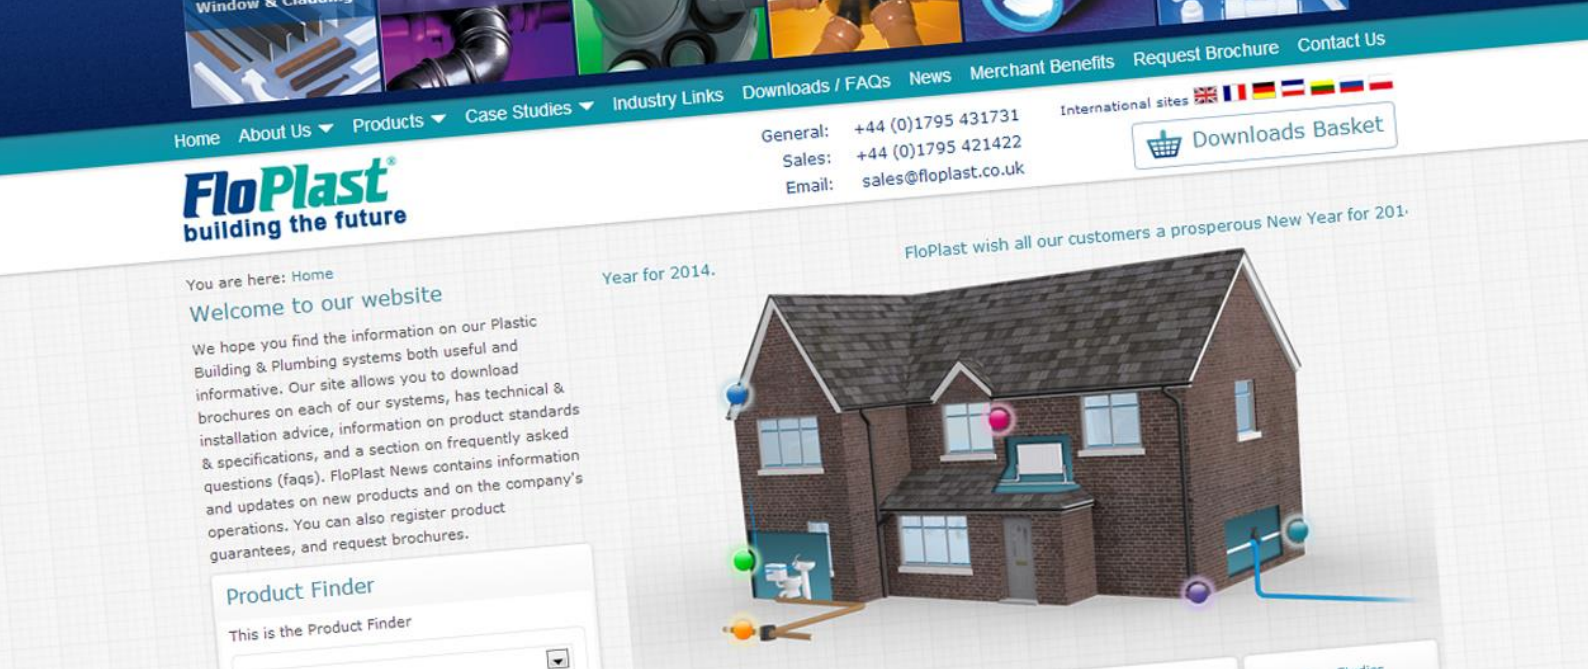 Window & Cladding
Home About Us Products Case Studies Industry Links Downloads / FAQs News Merchant Benefits Request Brochure Contact Us
FloPlast®
building the future
General: +44 (0)1795 431731
Sales: +44 (0)1795 421422
Email: sales@floplast.co.uk
International sites
Downloads Basket
You are here: Home
Welcome to our website
We hope you find the information on our Plastic
Building & Plumbing systems both useful and
informative. Our site allows you to download
brochures on each of our systems, has technical &
installation advice, information on product standards
& specifications, and a section on frequently asked
questions (faqs). FloPlast News contains information
and updates on new products and on the company's
operations. You can also register product
guarantees, and request brochures.
Year for 2014.
FloPlast wish all our customers a prosperous New Year for 201
Product Finder
This is the Product Finder